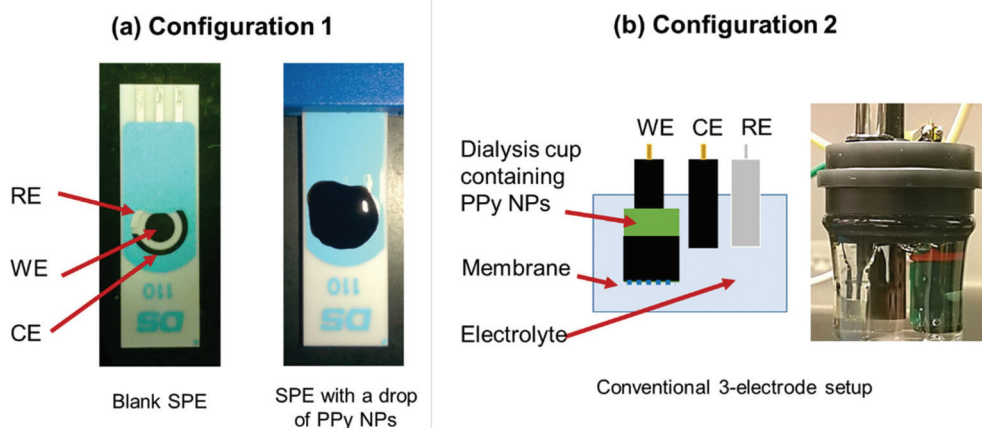 (a) Configuration 1
RE
WE
CE
110
DS
Blank SPE
110
DS
SPE with a drop
of PPy NPs
(b) Configuration 2
WE CE RE
Dialysis cup
containing
PPy NPs
Membrane
Electrolyte
Conventional 3-electrode setup